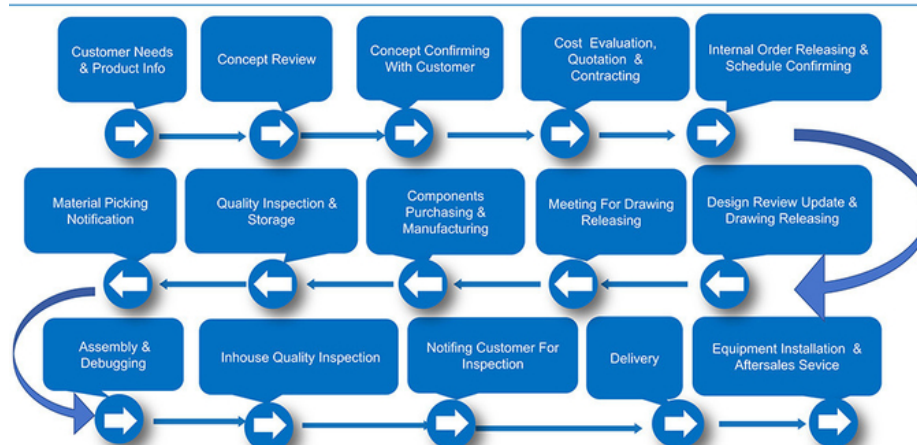 Customer Needs
& Product Info
Concept Review
Concept Confirming
With Customer
Cost Evaluation,
Quotation &
Contracting
Internal Order Releasing &
Schedule Confirming
Material Picking
Notification
Quality Inspection &
Storage
Components
Purchasing &
Manufacturing
Meeting For Drawing
Releasing
Design Review Update &
Drawing Releasing
Assembly &
Debugging
Inhouse Quality Inspection
Notifing Customer For
Inspection
Delivery
Equipment Installation &
Aftersales Sevice